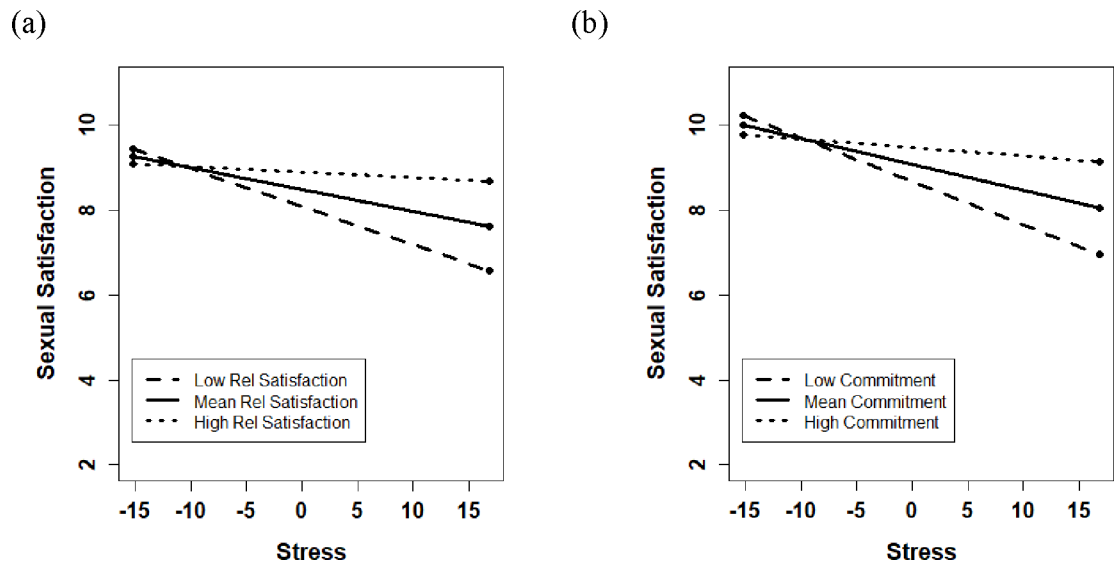 (a)
(b)
Sexual Satisfaction
10
8
6
4
2
Low Rel Satisfaction
Mean Rel Satisfaction
High Rel Satisfaction
-15 -10 -5 0 5 10 15
Stress
Sexual Satisfaction
10
8
6
4
2
Low Commitment
Mean Commitment
High Commitment
-15 -10 -5 0 5 10 15
Stress